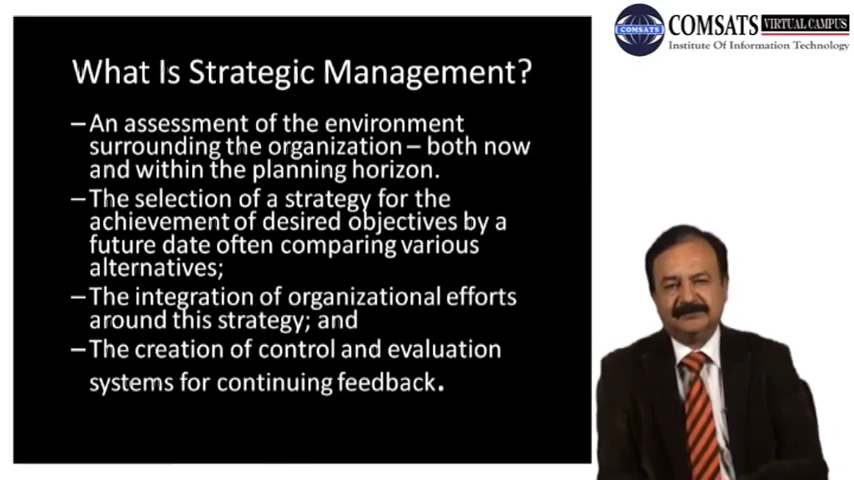 COMSATS VIRTUAL CAMPUS
Institute Of Information Technology
COMSATS
What Is Strategic Management?
– An assessment of the environment
surrounding the organization – both now
and within the planning horizon.
– The selection of a strategy for the
achievement of desired objectives by a
future date often comparing various
alternatives;
– The integration of organizational efforts
around this strategy; and
– The creation of control and evaluation
systems for continuing feedback.